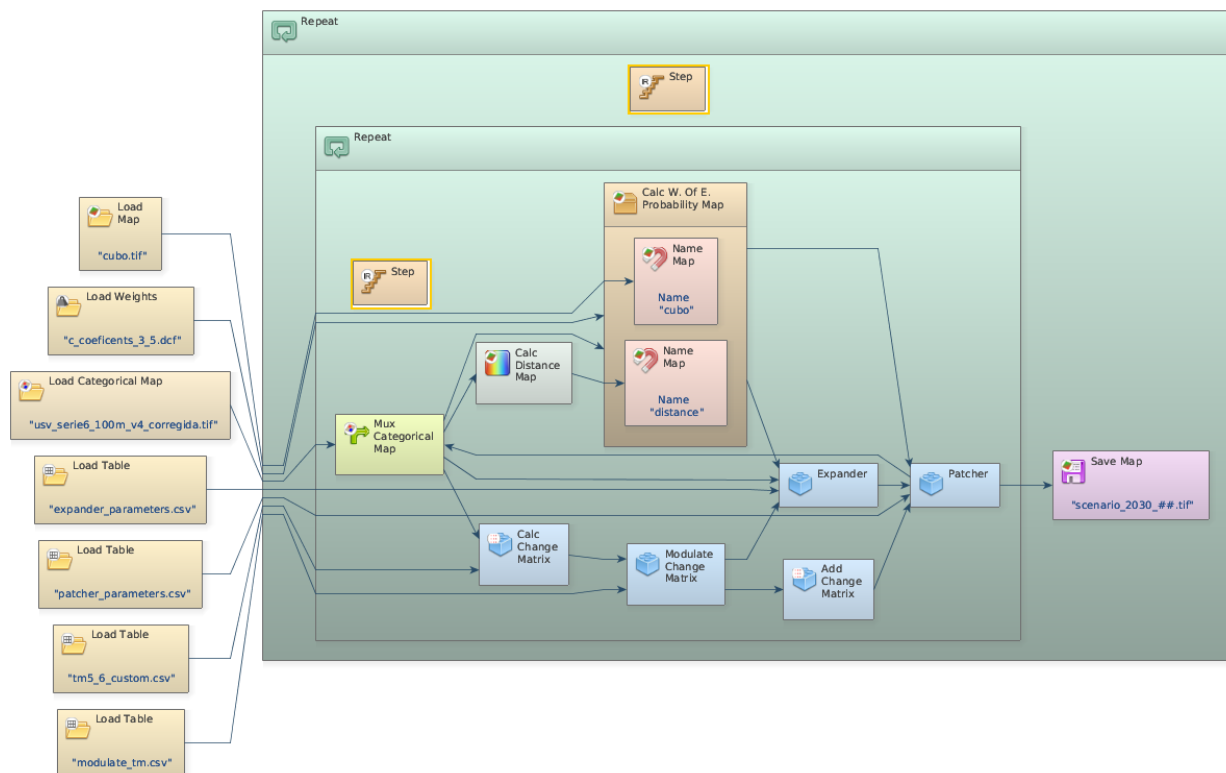 Repeat
Step
Repeat
Load
Map
"cubo.tif"
Load Weights
"c_coeficents_3_5.dcf"
Load Categorical Map
"usv_serie6_100m_v4_corregida.tif"
Load Table
"expander_parameters.csv"
Load Table
"patcher_parameters.csv"
Load Table
"tm5_6_custom.csv"
Load Table
"modulate_tm.csv"
Step
Calc W. Of E.
Probability Map
Name
Map
Name
"cubo"
Name
Map
Name
"distance"
Calc
Distance
Map
Mux
Categorical
Map
Calc
Change
Matrix
Modulate
Change
Matrix
Add
Change
Matrix
Expander
Patcher
Save Map
"scenario_2030_##.tif"